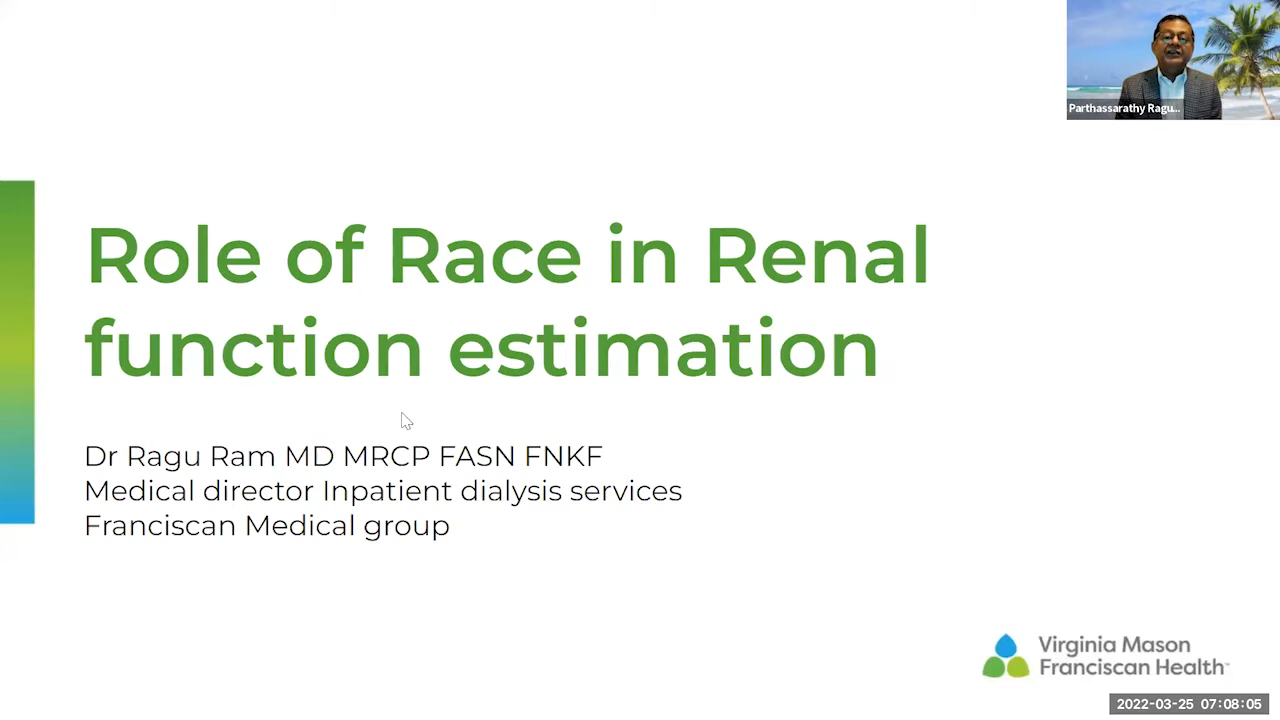 Parthassarathy Ragu...
Role of Race in Renal
function estimation
Dr Ragu Ram MD MRCP FASN FNKF
Medical director Inpatient dialysis services
Franciscan Medical group
Virginia Mason
Franciscan Health™
2022-03-25 07:08:05